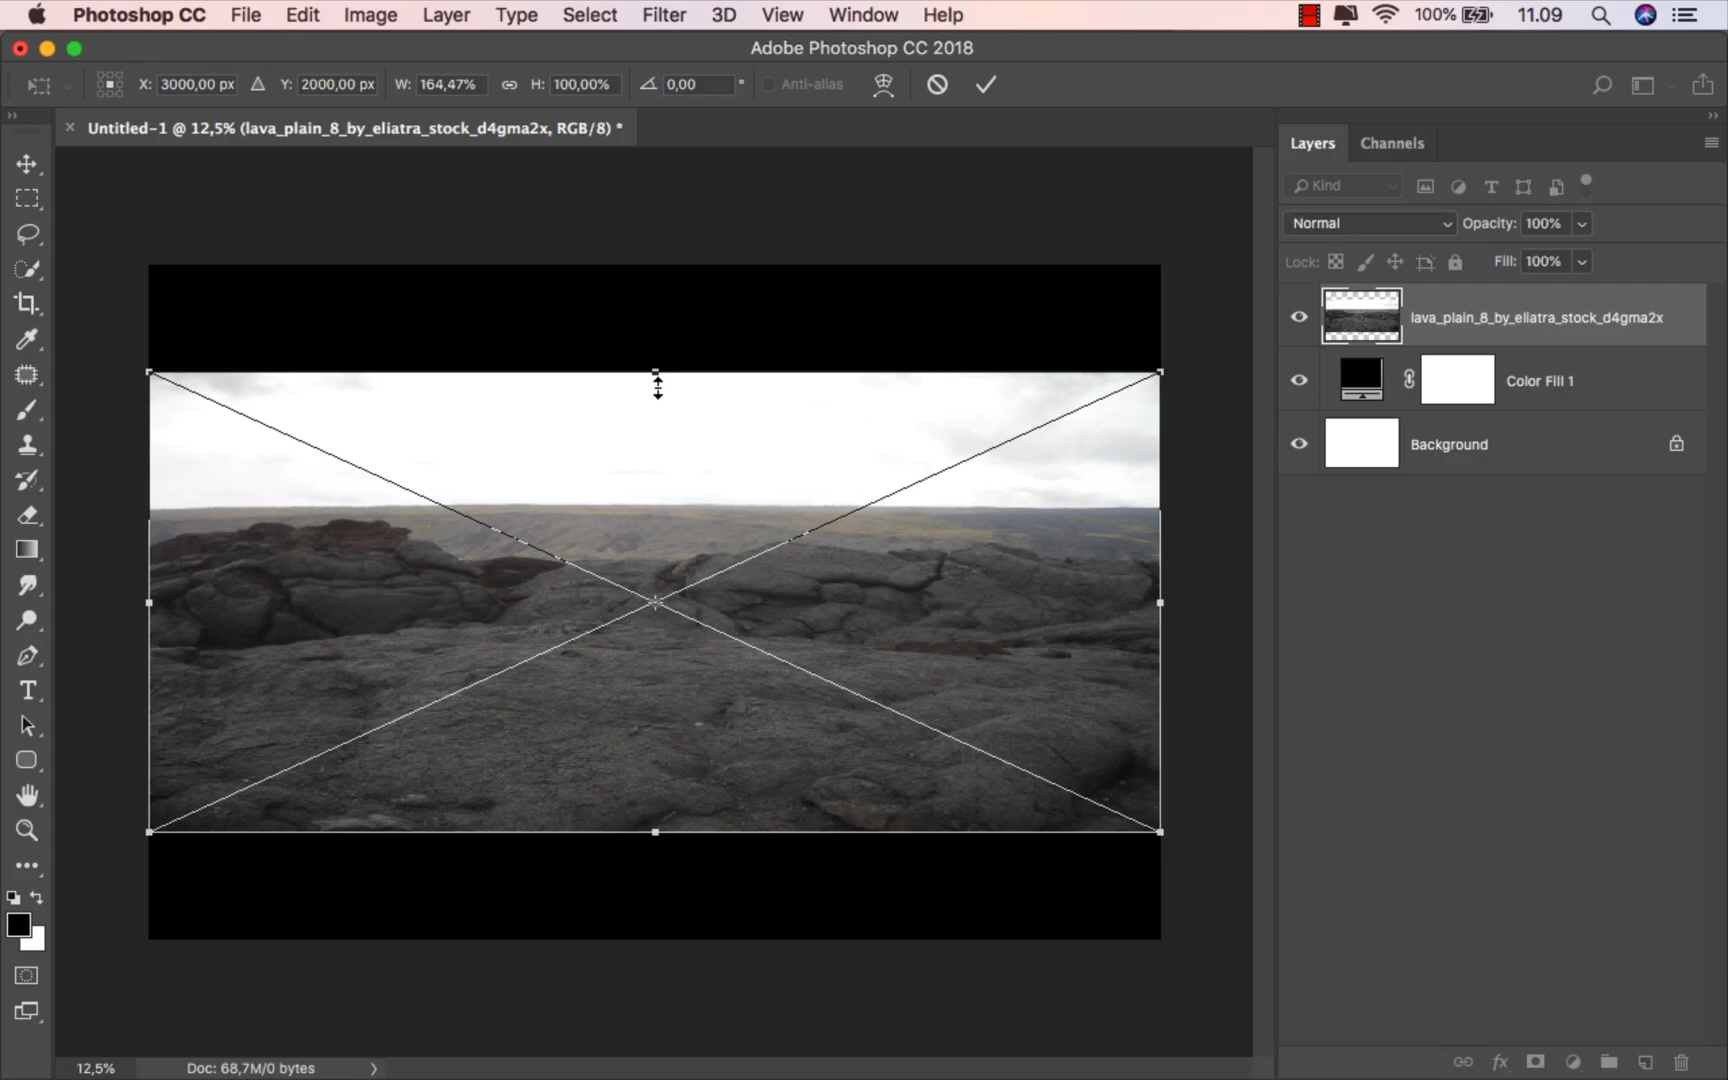 Photoshop CC File Edit Image Layer Type Select Filter 3D View Window Help 100% 11.09
Adobe Photoshop CC 2018
X: 3000,00 px Y: 2000,00 px W: 164,47% H: 100,00% 0,00 ° Anti-alias
Untitled-1 @ 12,5% (lava_plain_8_by_eliatra_stock_d4gma2x, RGB/8) *
Layers Channels
Kind
Normal Opacity: 100%
Lock: Fill: 100%
lava_plain_8_by_eliatra_stock_d4gma2x
Color Fill 1
Background
12,5% Doc: 68,7M/0 bytes